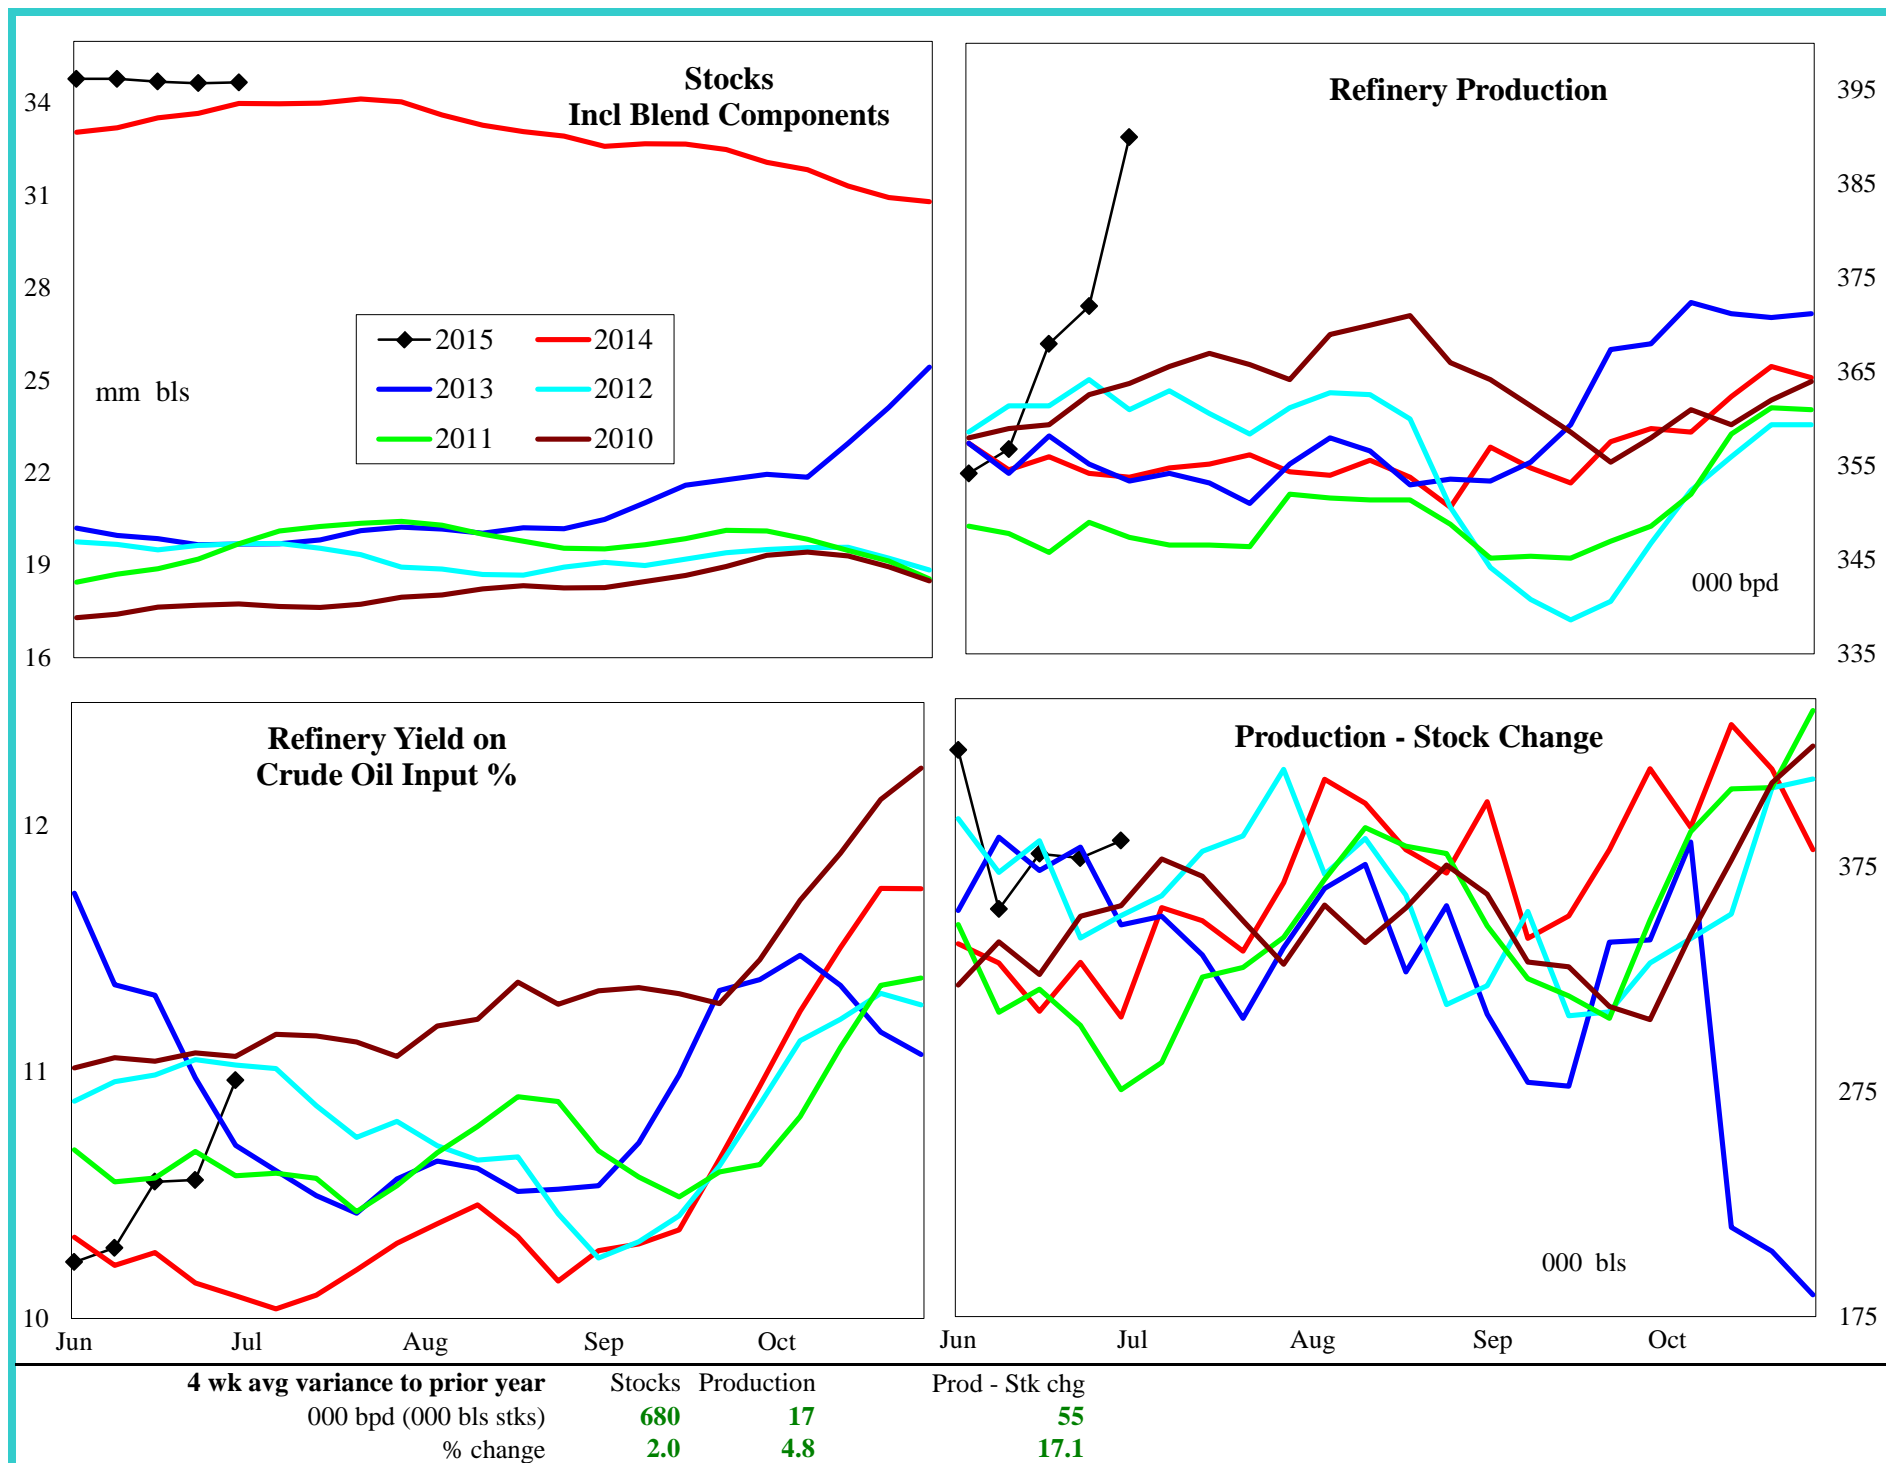 Stocks
Incl Blend Components
34
31
28
25
22
19
16
mm bls
2015 2014
2013 2012
2011 2010
Refinery Production
395
385
375
365
355
345
335
000 bpd
Refinery Yield on
Crude Oil Input %
12
11
10
Jun Jul Aug Sep Oct
Production - Stock Change
375
275
175
000 bls
Jun Jul Aug Sep Oct
4 wk avg variance to prior year Stocks Production Prod - Stk chg
000 bpd (000 bls stks) 680 17 55
% change 2.0 4.8 17.1